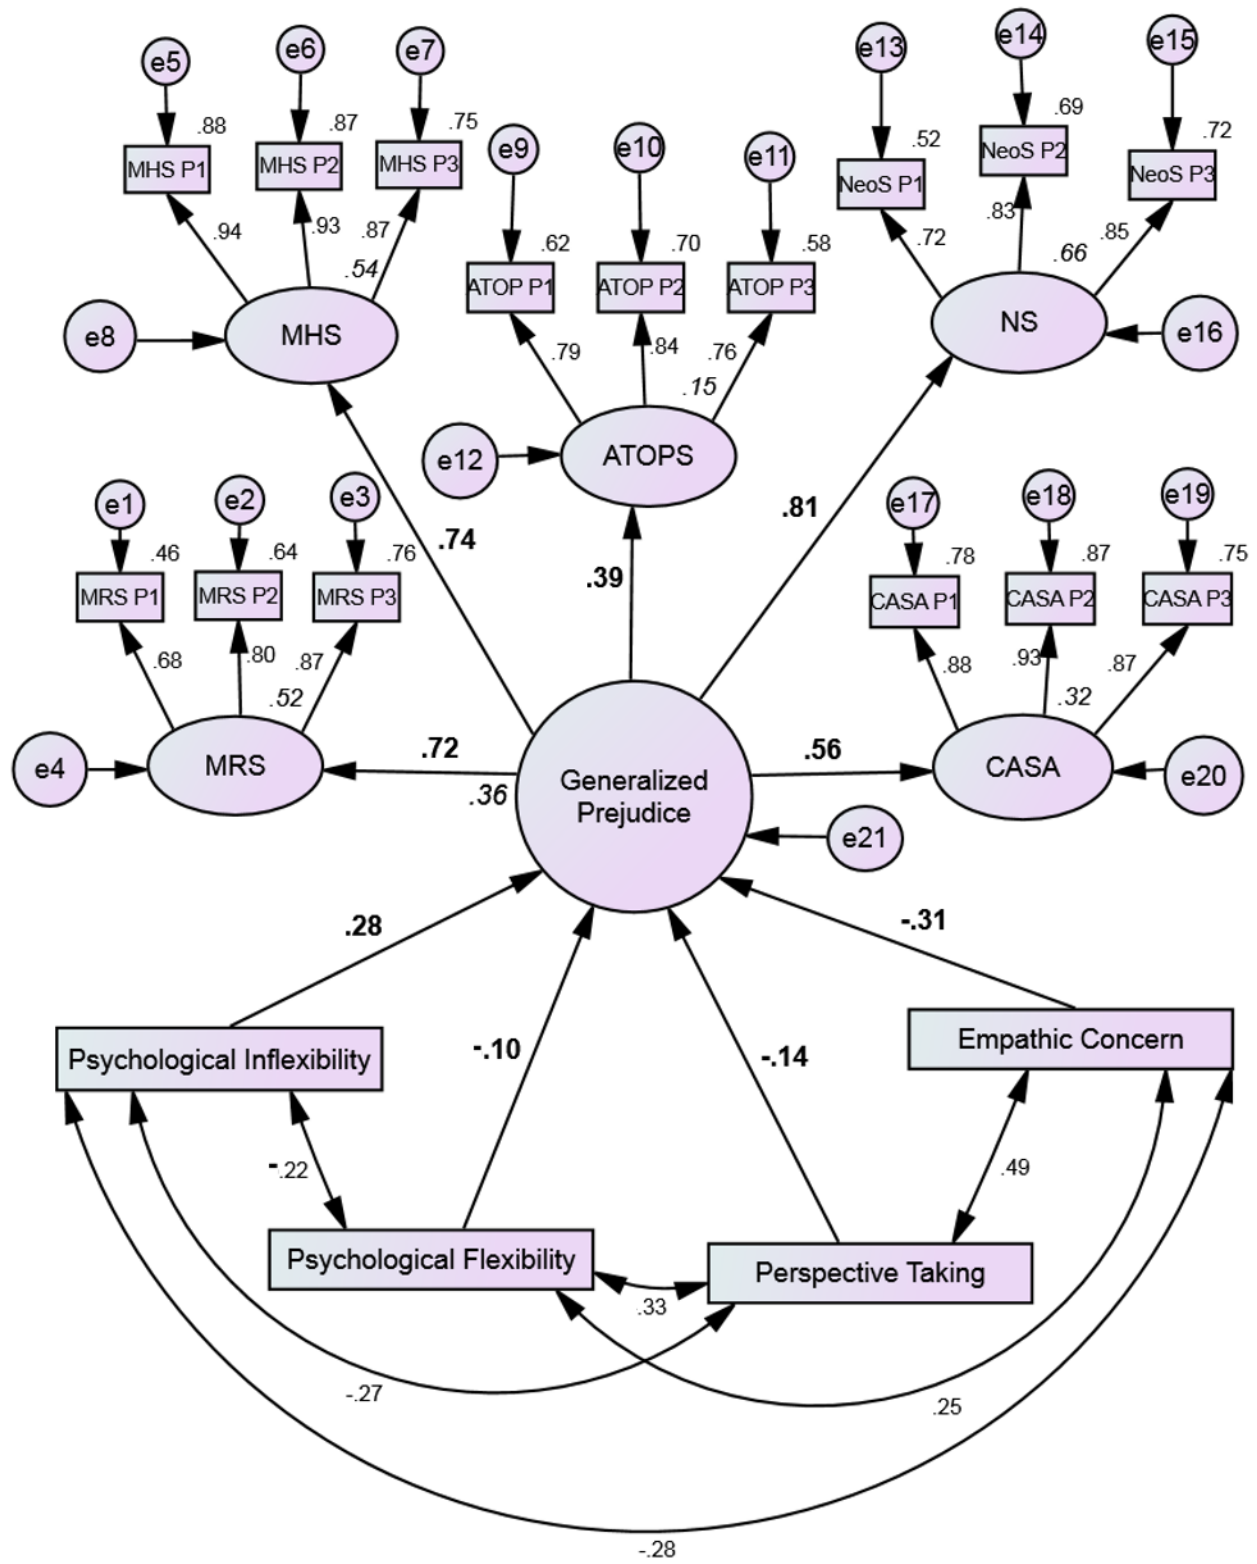 e5
e6
e7
e13
e14
e15
.88
.87
.75
e9
e10
e11
.52
.69
.72
MHS P1
MHS P2
MHS P3
NeoS P1
NeoS P2
NeoS P3
.94
.93
.87
.54
.62
.70
.58
.72
.83
.66
.85
ATOP P1
ATOP P2
ATOP P3
e8
MHS
NS
e16
.79
.84
.76
.15
e12
ATOPS
e1
e2
e3
e17
e18
e19
.46
.64
.76
.74
.39
.81
.78
.87
.75
MRS P1
MRS P2
MRS P3
CASA P1
CASA P2
CASA P3
.68
.80
.87
.52
.88
.93
.87
.32
e4
MRS
.72
.36
Generalized
Prejudice
.56
CASA
e20
e21
.28
-.31
-.10
-.14
Psychological Inflexibility
Empathic Concern
-.22
.49
Psychological Flexibility
Perspective Taking
.33
-.27
.25
-.28